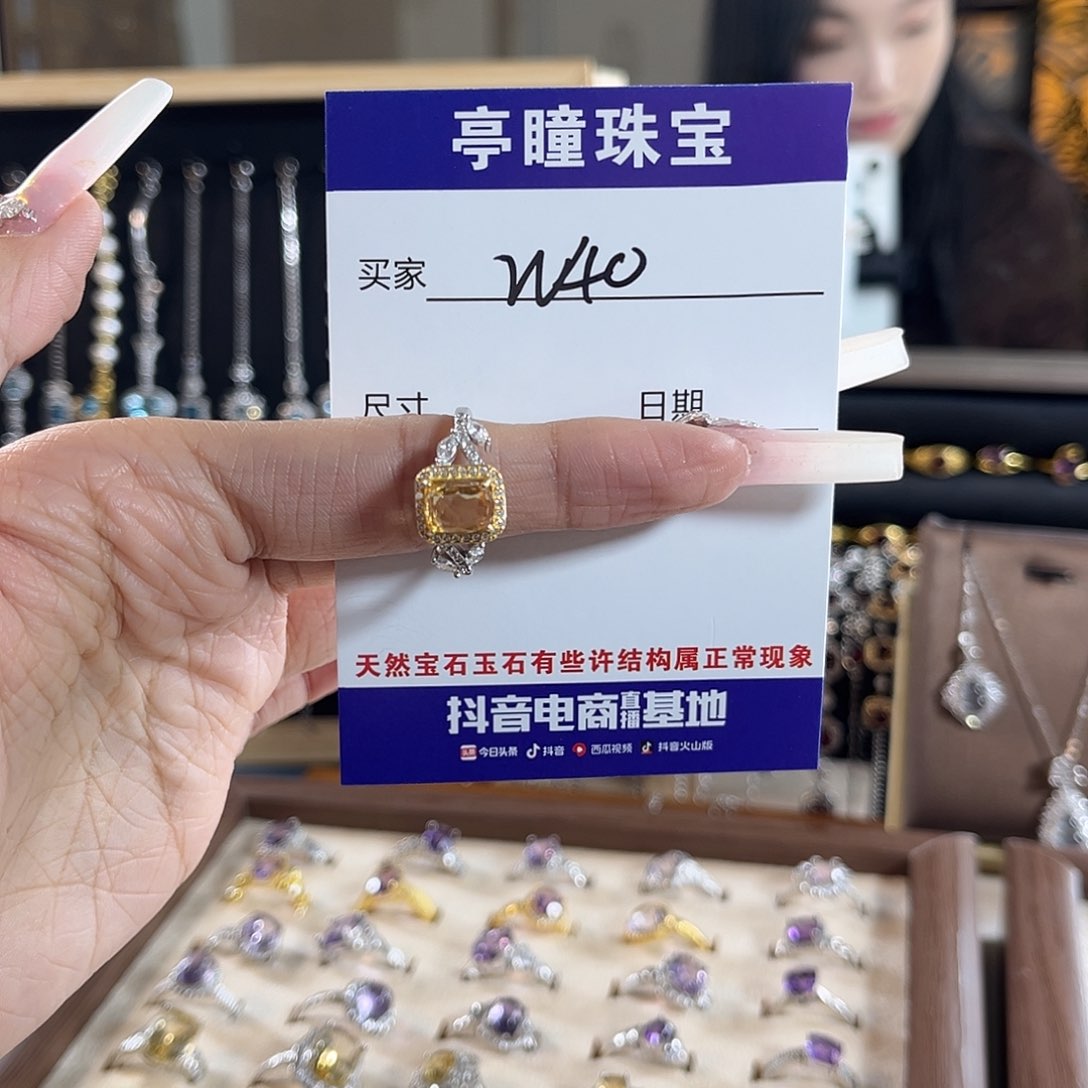 亭瞳珠宝
买家 W40
尺寸 日期
天然宝石玉石有些许结构属正常现象
抖音电商直播基地
头条 今日头条 抖音 西瓜视频 抖音火山版